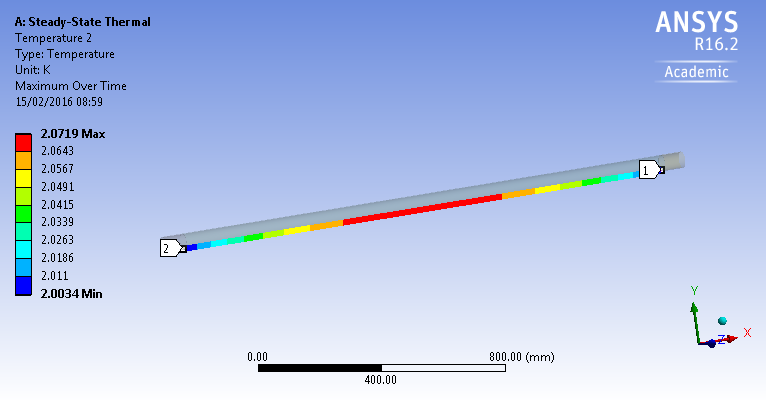 A: Steady-State Thermal
Temperature 2
Type: Temperature
Unit: K
Maximum Over Time
15/02/2016 08:59
ANSYS
R16.2
Academic
2.0719 Max
2.0643
2.0567
2.0491
2.0415
2.0339
2.0263
2.0186
2.011
2.0034 Min
1
2
0.00
800.00 (mm)
400.00
Y
X
Z